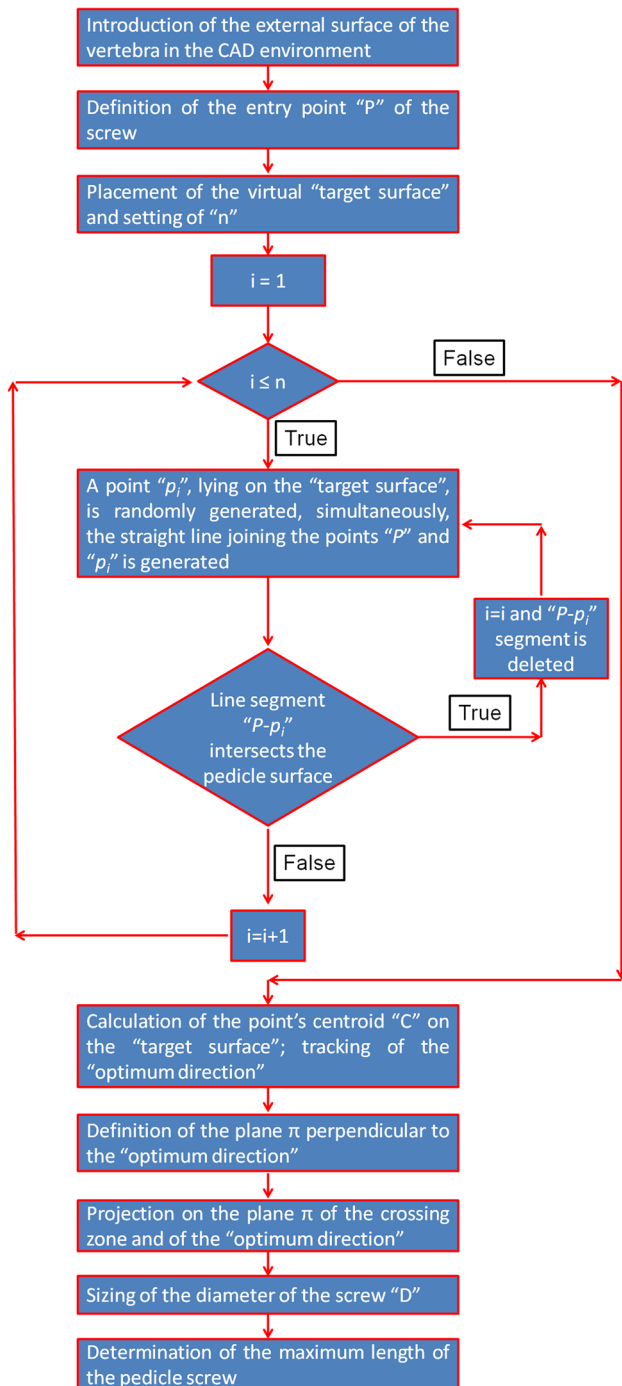 Introduction of the external surface of the
vertebra in the CAD environment
Definition of the entry point “P” of the
screw
Placement of the virtual “target surface”
and setting of “n”
i = 1
i ≤ n
False
True
A point “pi”, lying on the “target surface”,
is randomly generated, simultaneously,
the straight line joining the points “P” and
“pi” is generated
i=i and “P-pi”
segment is
deleted
Line segment
“P-pi”
intersects the
pedicle surface
True
False
i=i+1
Calculation of the point’s centroid “C” on
the “target surface”; tracking of the
“optimum direction”
Definition of the plane π perpendicular to
the “optimum direction”
Projection on the plane π of the crossing
zone and of the “optimum direction”
Sizing of the diameter of the screw “D”
Determination of the maximum length of
the pedicle screw